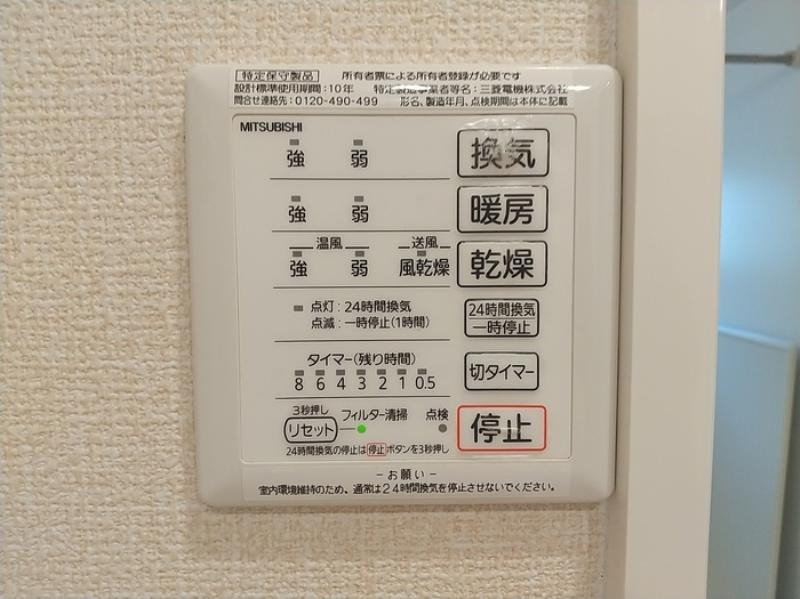 特定保守製品 所有者票による所有者登録が必要です
設計標準使用期間:10年 特定製造事業者等名:三菱電機株式会社
問合せ連絡先:0120-490-499 形名、製造年月、点検期間は本体に記載
MITSUBISHI
強 弱 換気
強 弱 暖房
温風 送風
強 弱 風乾燥 乾燥
点灯:24時間換気
点滅:一時停止(1時間)
24時間換気
一時停止
タイマー(残り時間)
8 6 4 3 2 1 0.5
切タイマー
3秒押し
リセット フィルター清掃 点検
停止
24時間換気の停止は停止ボタンを3秒押し
-お願い-
室内環境維持のため、通常は24時間換気を停止させないでください。